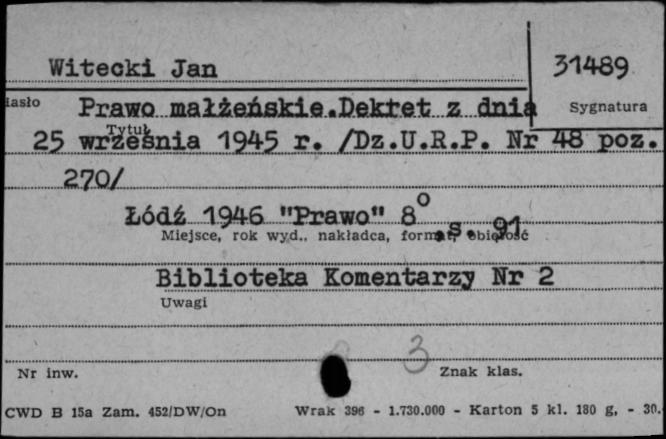 Witecki Jan
31489
iasło
Prawo małżeńskie.Dekret z dnia
Sygnatura
Tytuł
25 września 1945 r. /Dz.U.R.P. Nr 48 poz.
270/
Łódź 1946 "Prawo" 8o
, s. 91
Miejsce, rok wyd., nakładca, format, objętość
Biblioteka Komentarzy Nr 2
Uwagi
3
Nr inw.
Znak klas.
CWD B 15a Zam. 452/DW/On
Wrak 396 - 1.730.000 - Karton 5 kl. 180 g, - 30.